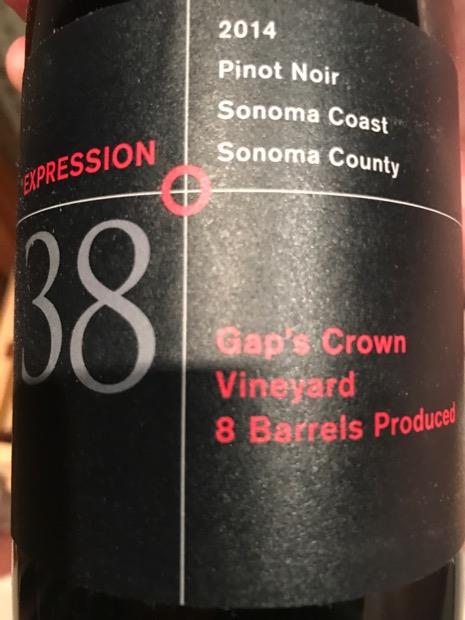 2014
Pinot Noir
Sonoma Coast
Sonoma County
EXPRESSION
38
Gap's Crown
Vineyard
8 Barrels Produced